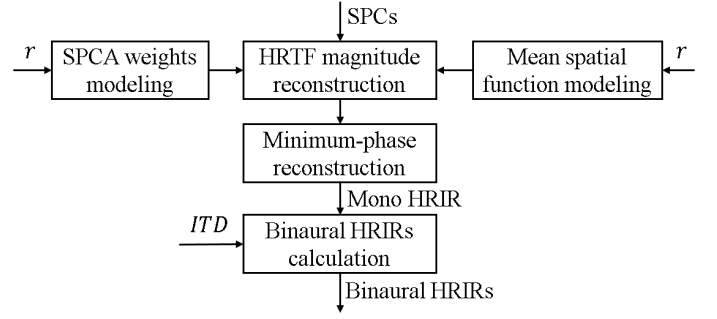 SPCs
r
SPCA weights
modeling
HRTF magnitude
reconstruction
Mean spatial
function modeling
r
Minimum-phase
reconstruction
Mono HRIR
ITD
Binaural HRIRs
calculation
Binaural HRIRs